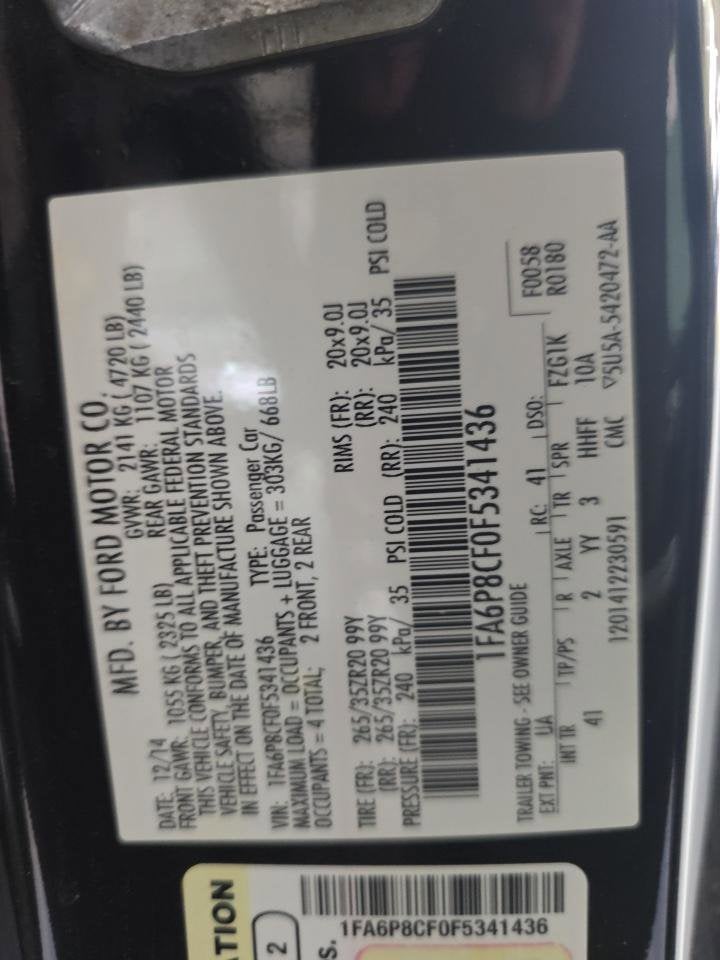 MFD. BY FORD MOTOR CO.
DATE: 12/14 GVWR: 2141 KG ( 4720 LB)
FRONT GAWR: 1055 KG ( 2325 LB) REAR GAWR: 1107 KG ( 2440 LB)
THIS VEHICLE CONFORMS TO ALL APPLICABLE FEDERAL MOTOR
VEHICLE SAFETY, BUMPER, AND THEFT PREVENTION STANDARDS
IN EFFECT ON THE DATE OF MANUFACTURE SHOWN ABOVE.
VIN: 1FA6P8CF0F5341436 TYPE: Passenger Car
MAXIMUM LOAD = OCCUPANTS + LUGGAGE = 303KG/ 668LB
OCCUPANTS = 4 TOTAL; 2 FRONT, 2 REAR
TIRE (FR): 265/35ZR20 99Y RIMS (FR): 20x9.0J
(RR): 265/35ZR20 99Y (RR): 20x9.0J
PRESSURE (FR): 240 kPa/ 35 PSI COLD (RR): 240 kPa/ 35 PSI COLD
1FA6P8CF0F5341436
TRAILER TOWING - SEE OWNER GUIDE
F0058
R0180
EXT PNT: UA RC: 41 DSO:
INT TR TP/PS R AXLE TR SPR FZG1K
41 2 YY 3 HHFF 10A
1201412230591 CMC ▽5U5A-5420472-AA
ATION
2
S.
1FA6P8CF0F5341436